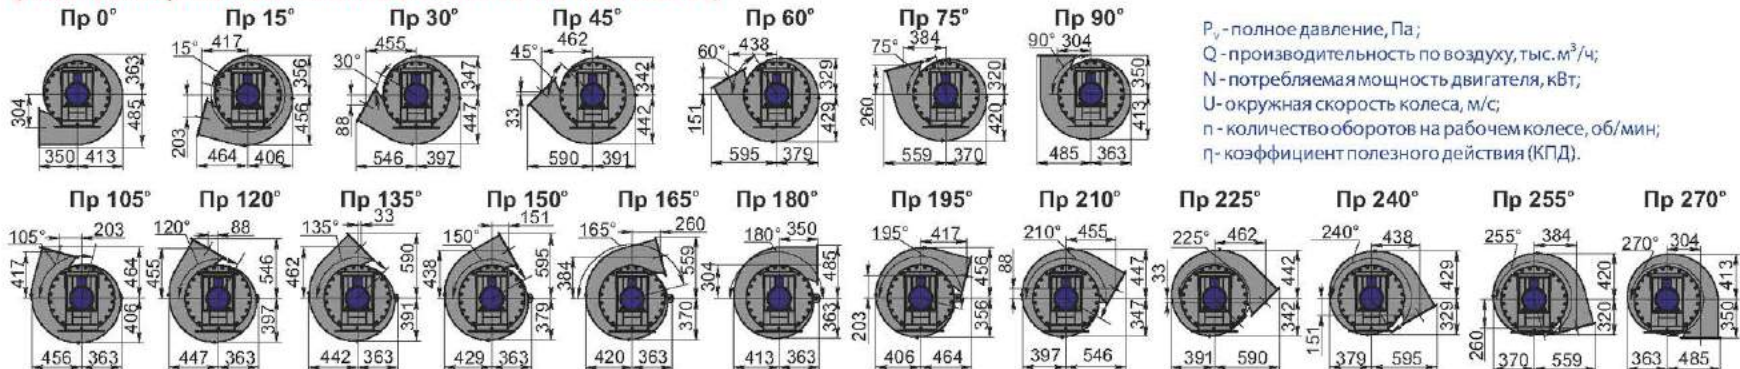 Пр 0° Пр 15° Пр 30° Пр 45° Пр 60° Пр 75° Пр 90°
15° 417 30° 455 45° 462 60° 438 75° 384 90° 304
304 363 485 203 356 456 88 347 447 33 342 442 151 329 429 260 320 420 350 413
350 413 464 406 546 397 590 391 595 379 559 370 485 363
Pᵥ - полное давление, Па;
Q - производительность по воздуху, тыс. м³/ч;
N - потребляемая мощность двигателя, кВт;
U - окружная скорость колеса, м/с;
n - количество оборотов на рабочем колесе, об/мин;
η - коэффициент полезного действия (КПД).
Пр 105° Пр 120° Пр 135° Пр 150° Пр 165° Пр 180° Пр 195° Пр 210° Пр 225° Пр 240° Пр 255° Пр 270°
105° 203 120° 88 135° 33 150° 151 165° 260 180° 350 195° 417 210° 455 225° 462 240° 438 255° 384 270° 304
417 464 406 455 546 397 462 590 391 438 595 379 384 559 370 304 485 363 203 456 356 88 447 347 33 442 342 151 429 329 260 420 320 413 350
456 363 447 363 442 363 429 363 420 363 413 363 406 464 397 546 391 590 379 595 370 559 363 485